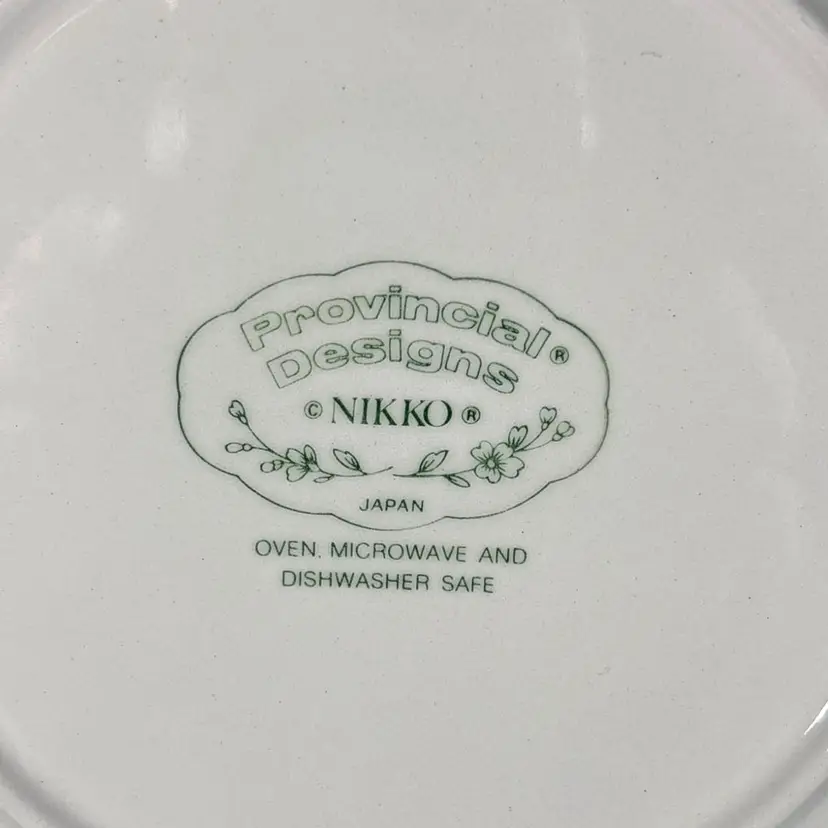 Provincial®
Designs
© NIKKO ®
JAPAN
OVEN, MICROWAVE AND
DISHWASHER SAFE